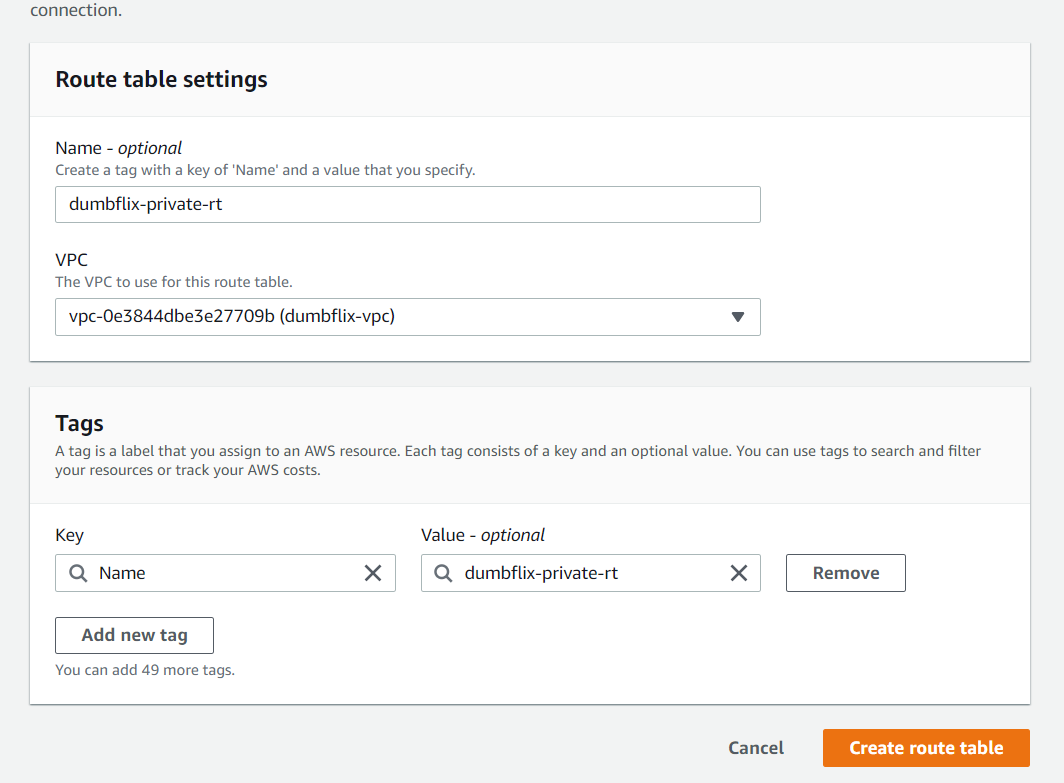 connection.
Route table settings
Name - optional
Create a tag with a key of 'Name' and a value that you specify.
dumbflix-private-rt
VPC
The VPC to use for this route table.
vpc-0e3844dbe3e27709b (dumbflix-vpc)
Tags
A tag is a label that you assign to an AWS resource. Each tag consists of a key and an optional value. You can use tags to search and filter
your resources or track your AWS costs.
Key
Value - optional
Name
dumbflix-private-rt
Remove
Add new tag
You can add 49 more tags.
Cancel
Create route table